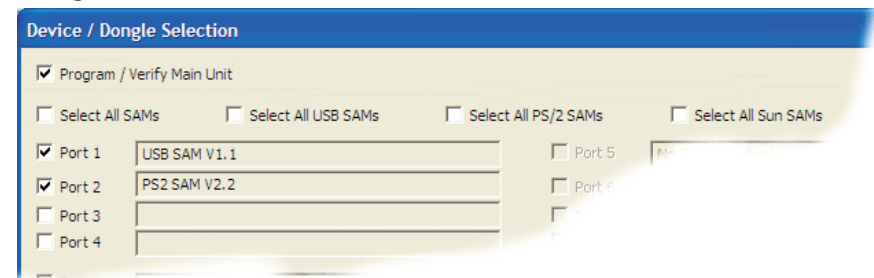 Device / Dongle Selection
Program / Verify Main Unit
Select All SAMs Select All USB SAMs Select All PS/2 SAMs Select All Sun SAMs
Port 1 USB SAM V1.1 Port 5
Port 2 PS2 SAM V2.2 Port 6
Port 3
Port 4